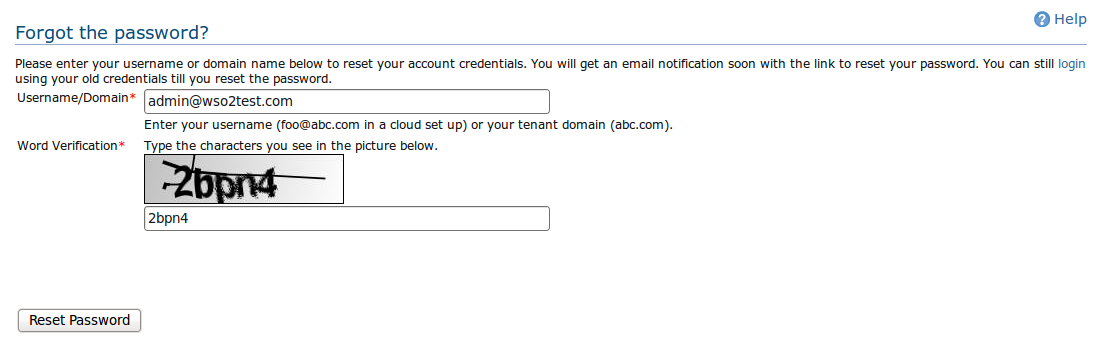 Help
Forgot the password?
Please enter your username or domain name below to reset your account credentials. You will get an email notification soon with the link to reset your password. You can still login
using your old credentials till you reset the password.
Username/Domain* admin@wso2test.com
Enter your username (foo@abc.com in a cloud set up) or your tenant domain (abc.com).
Word Verification* Type the characters you see in the picture below.
2bpn4
2bpn4
Reset Password